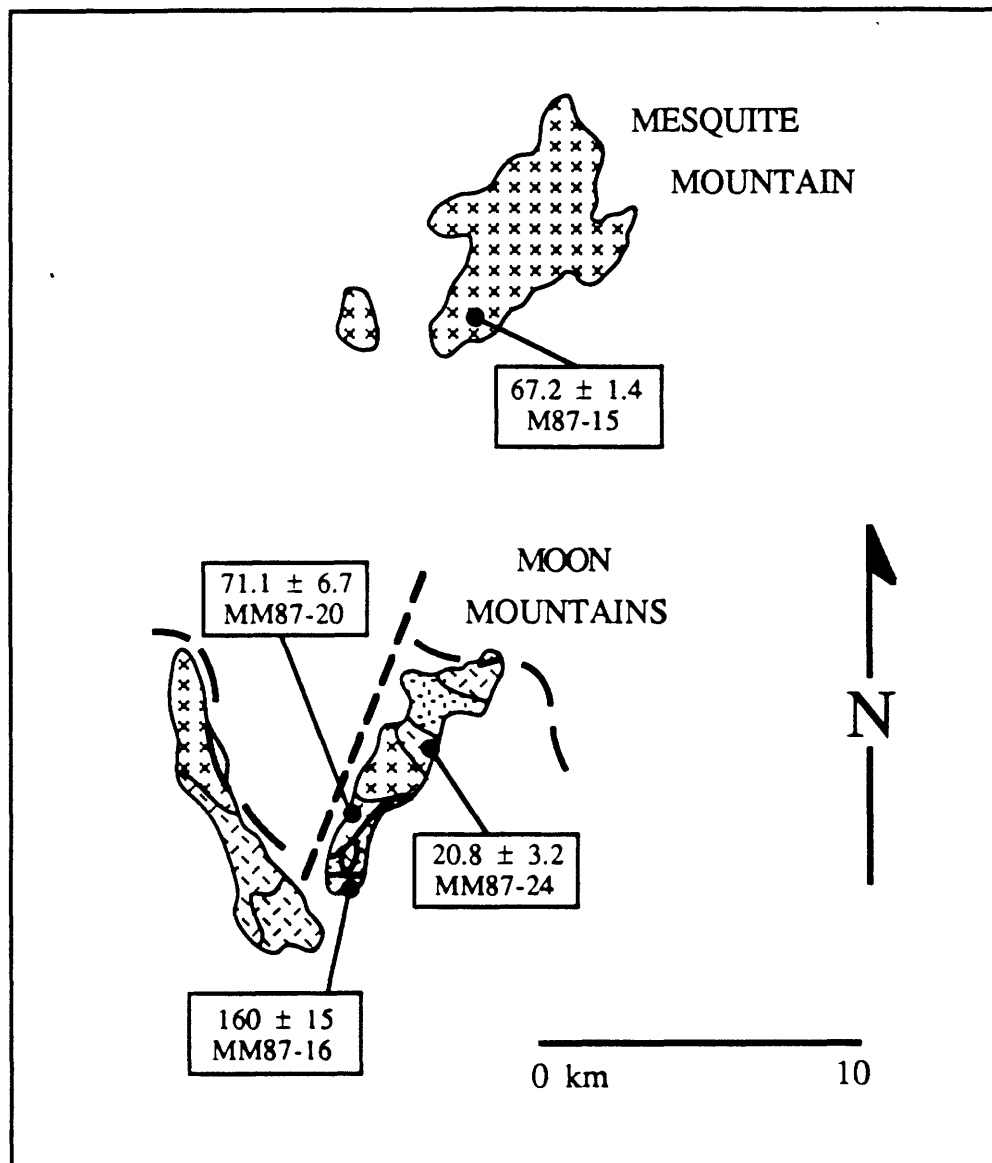 MESQUITE
MOUNTAIN
67.2 ± 1.4
M87-15
MOON
MOUNTAINS
71.1 ± 6.7
MM87-20
N
20.8 ± 3.2
MM87-24
160 ± 15
MM87-16
0 km 10